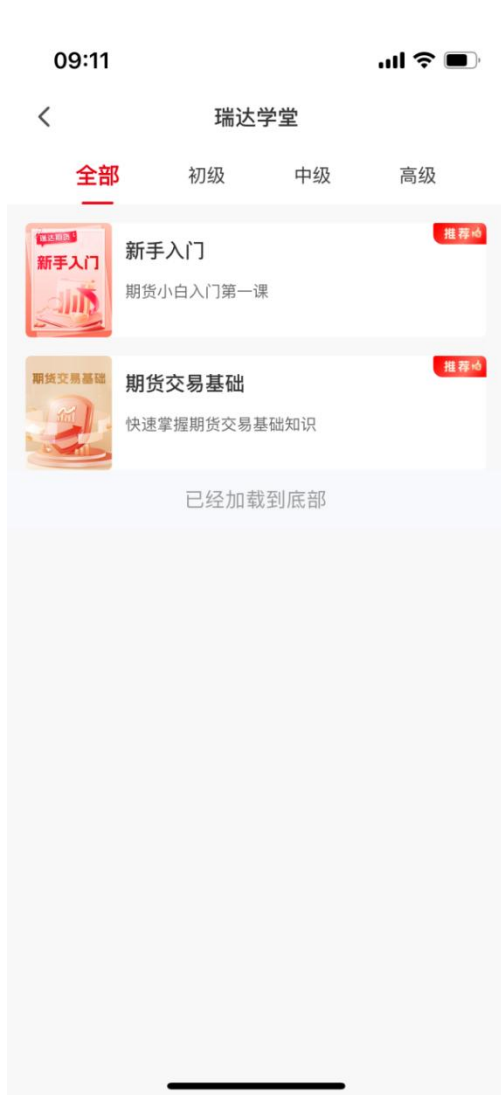 09:11
瑞达学堂
全部 初级 中级 高级
瑞达期货
新手入门
新手入门
推荐
期货小白入门第一课
期货交易基础
期货交易基础
推荐
快速掌握期货交易基础知识
已经加载到底部